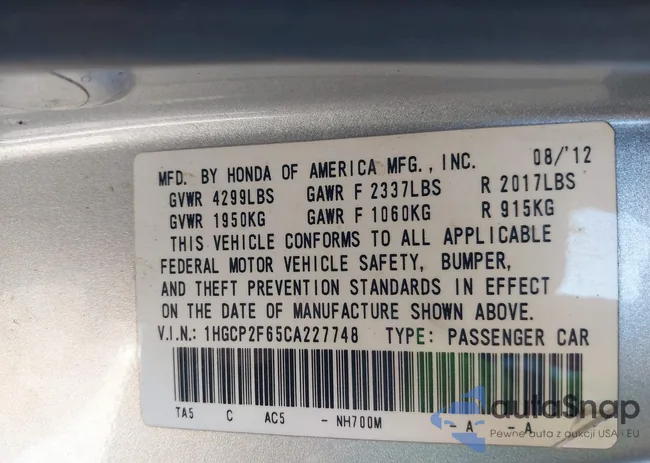 MFD. BY HONDA OF AMERICA MFG., INC. 08/'12
GVWR 4299LBS GAWR F 2337LBS R 2017LBS
GVWR 1950KG GAWR F 1060KG R 915KG
THIS VEHICLE CONFORMS TO ALL APPLICABLE
FEDERAL MOTOR VEHICLE SAFETY, BUMPER,
AND THEFT PREVENTION STANDARDS IN EFFECT
ON THE DATE OF MANUFACTURE SHOWN ABOVE.
V.I.N.: 1HGCP2F65CA227748 TYPE: PASSENGER CAR
TA5 C AC5 - NH700M - A - A
autaSnap
Pewne auta z aukcji USA i EU